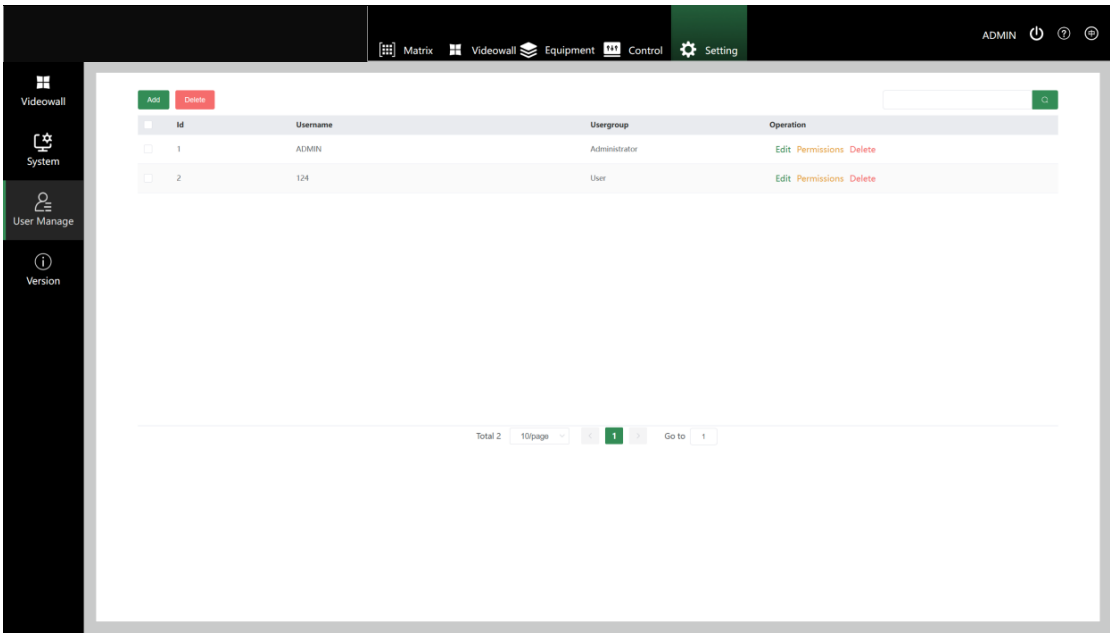 Matrix Videowall Equipment Control Setting ADMIN ? 中
Videowall
System
User Manage
Version
Add Delete
Id Username Usergroup Operation
1 ADMIN Administrator Edit Permissions Delete
2 124 User Edit Permissions Delete
Total 2 10/page < 1 > Go to 1